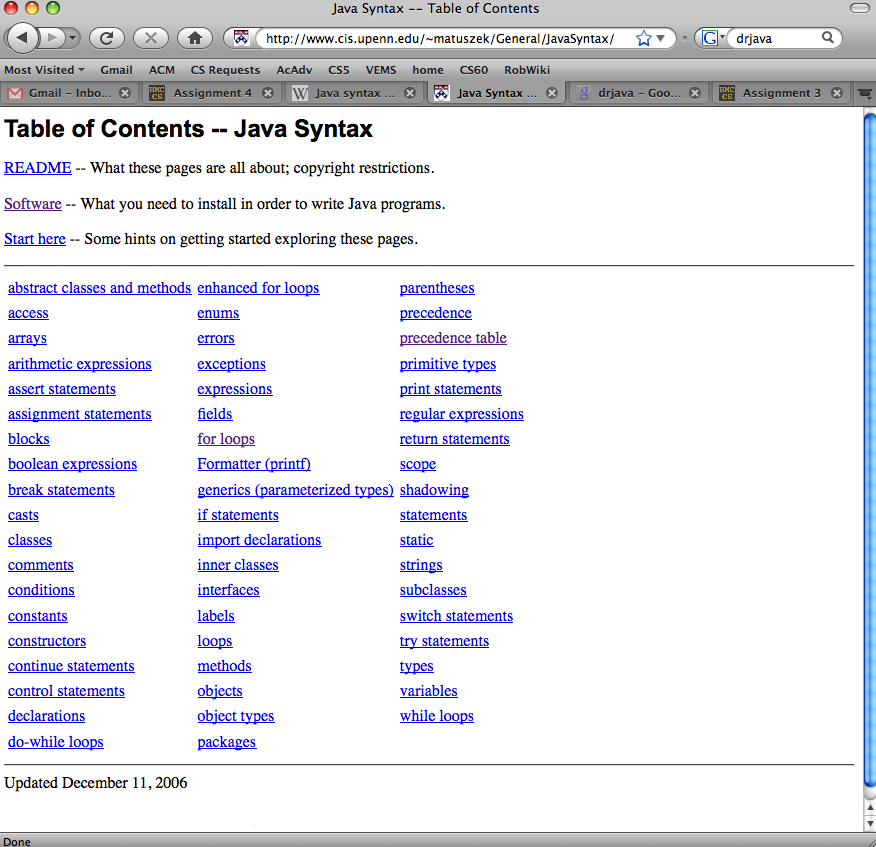 Java Syntax -- Table of Contents
http://www.cis.upenn.edu/~matuszek/General/JavaSyntax/
G
drjava
Most Visited Gmail ACM CS Requests AcAdv CS5 VEMS home CS60 RobWiki
Gmail – Inbo... HMC CS Assignment 4 W Java syntax ... Java Syntax ... g drjava – Goo... HMC CS Assignment 3
Table of Contents -- Java Syntax
README -- What these pages are all about; copyright restrictions.
Software -- What you need to install in order to write Java programs.
Start here -- Some hints on getting started exploring these pages.
abstract classes and methods enhanced for loops parentheses
access enums precedence
arrays errors precedence table
arithmetic expressions exceptions primitive types
assert statements expressions print statements
assignment statements fields regular expressions
blocks for loops return statements
boolean expressions Formatter (printf) scope
break statements generics (parameterized types) shadowing
casts if statements statements
classes import declarations static
comments inner classes strings
conditions interfaces subclasses
constants labels switch statements
constructors loops try statements
continue statements methods types
control statements objects variables
declarations object types while loops
do-while loops packages
Updated December 11, 2006
Done